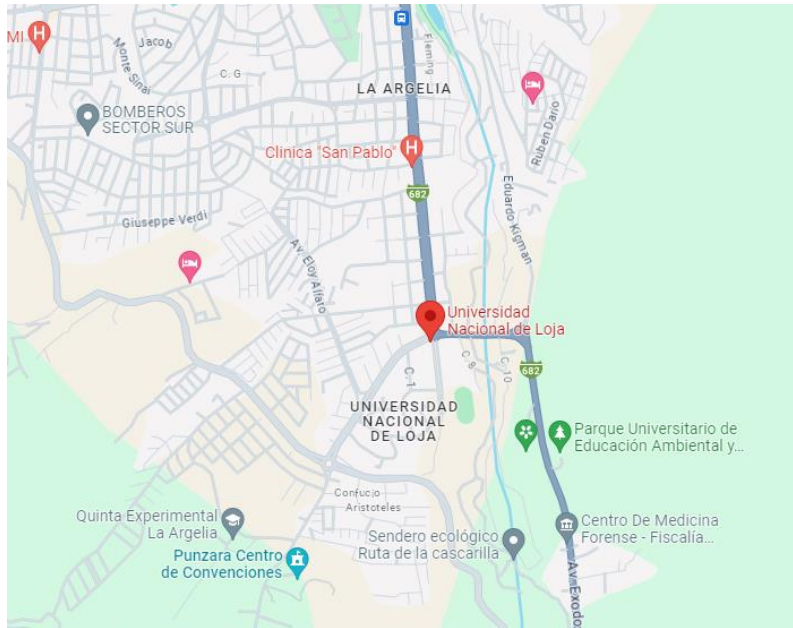 MI
H
Jacob
Monte Sinai
C. G
Fleming
LA ARGELIA
BOMBEROS
SECTOR SUR
Clinica "San Pablo"
H
Ruben Dario
682
Eduardo Kigman
Giuseppe Verdi
Av. Eloy Alfaro
Universidad
Nacional de Loja
C. 1
C. 9
C. 10
682
UNIVERSIDAD
NACIONAL
DE LOJA
Parque Universitario de
Educación Ambiental y...
Confucio
Aristoteles
Quinta Experimental
La Argelia
Sendero ecológico
Ruta de la cascarilla
Centro De Medicina
Forense - Fiscalía...
Punzara Centro
de Convenciones
Av. Exodo